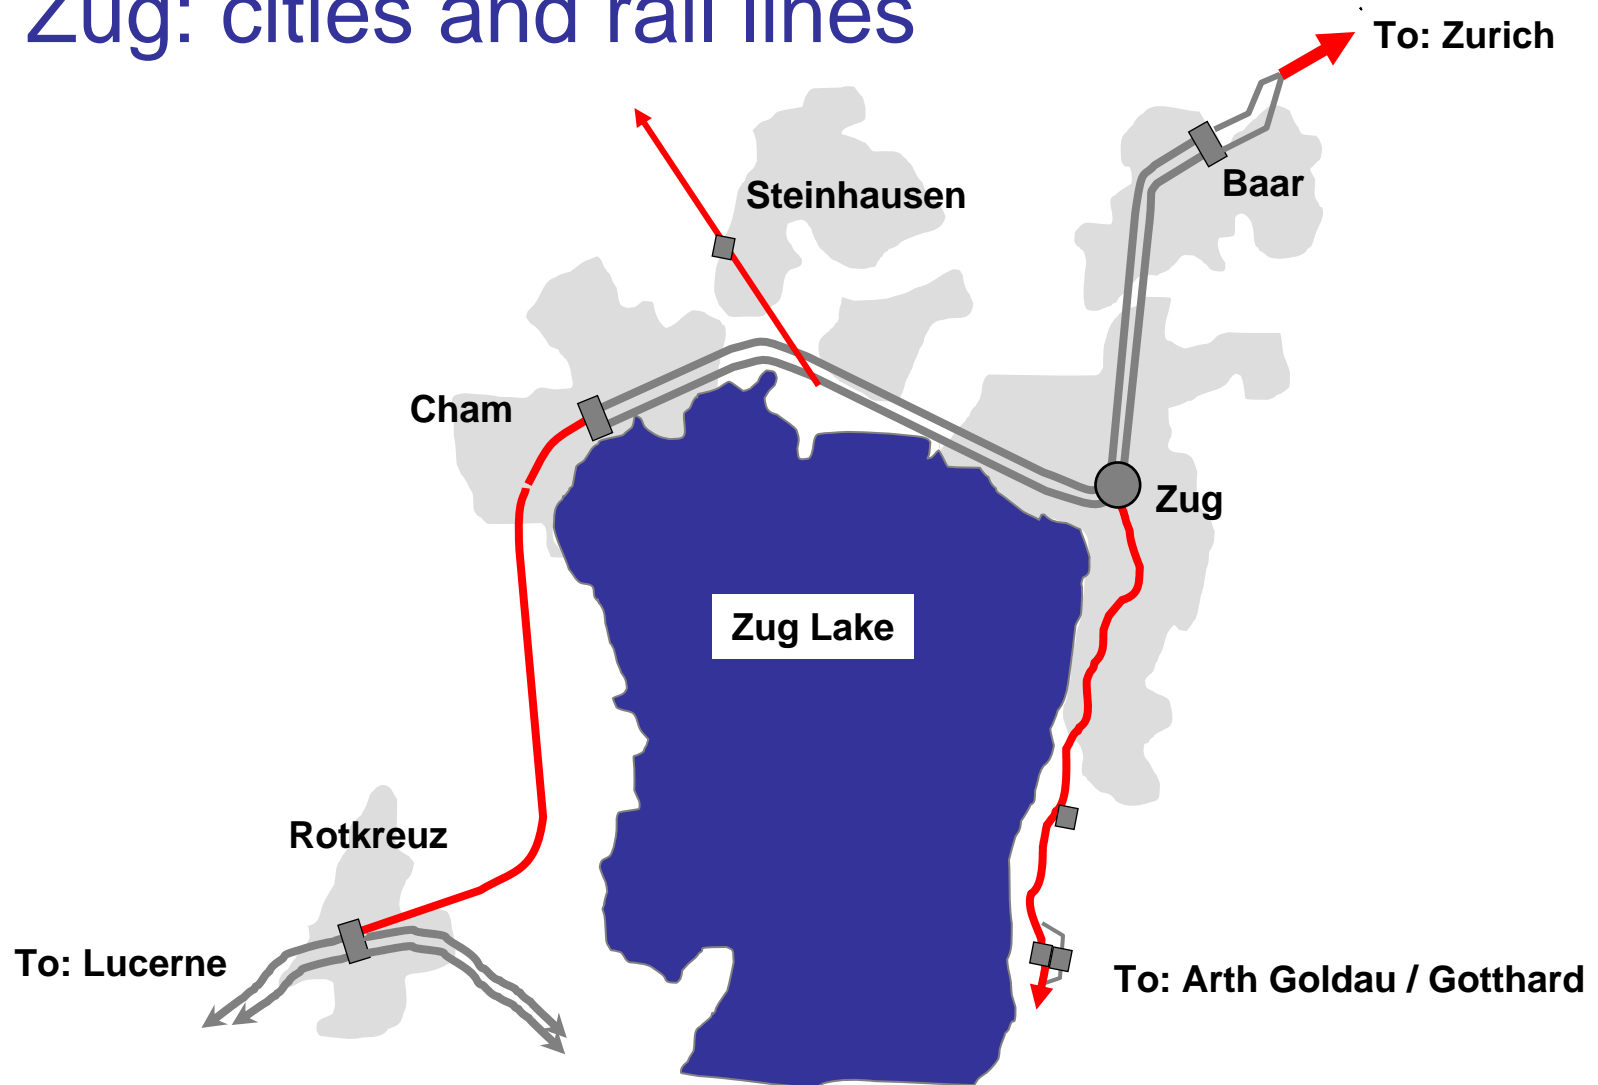 Zug: cities and rail lines
To: Zurich
Steinhausen
Baar
Cham
Zug
Zug Lake
Rotkreuz
To: Lucerne
To: Arth Goldau / Gotthard